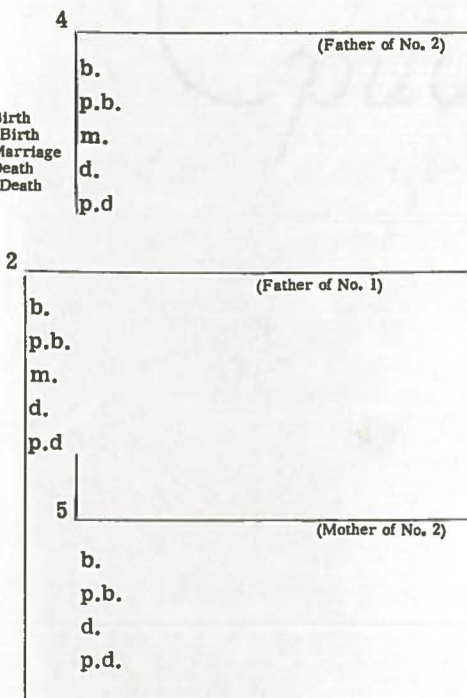 4
(Father of No. 2)
b.
p.b.
irth
Birth
m.
Marriage
d.
Death
Death
p.d
2
(Father of No. 1)
b.
p.b.
m.
d.
p.d
5
(Mother of No. 2)
b.
p.b.
d.
p.d.